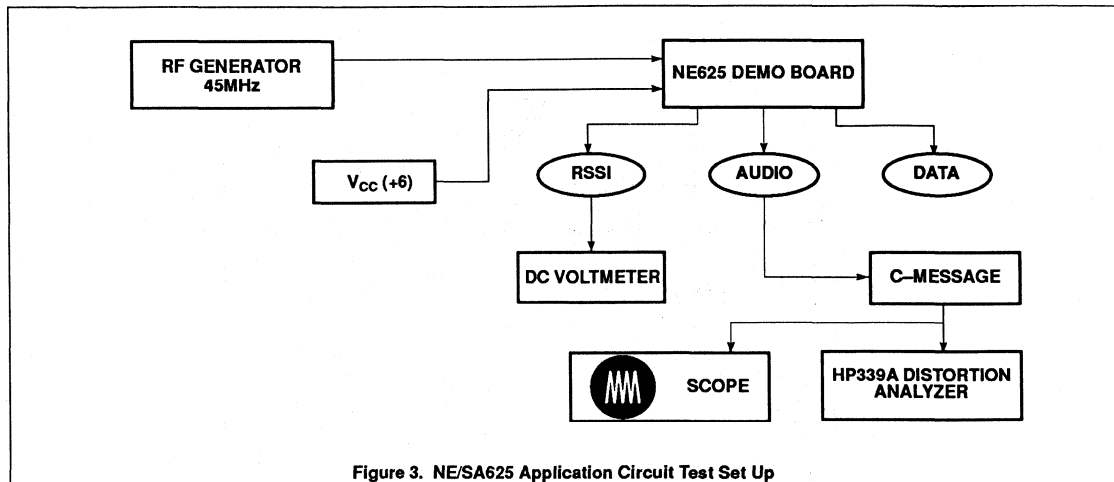 RF GENERATOR
45MHz
NE625 DEMO BOARD
VCC (+6)
RSSI
AUDIO
DATA
DC VOLTMETER
C–MESSAGE
SCOPE
HP339A DISTORTION
ANALYZER
Figure 3. NE/SA625 Application Circuit Test Set Up